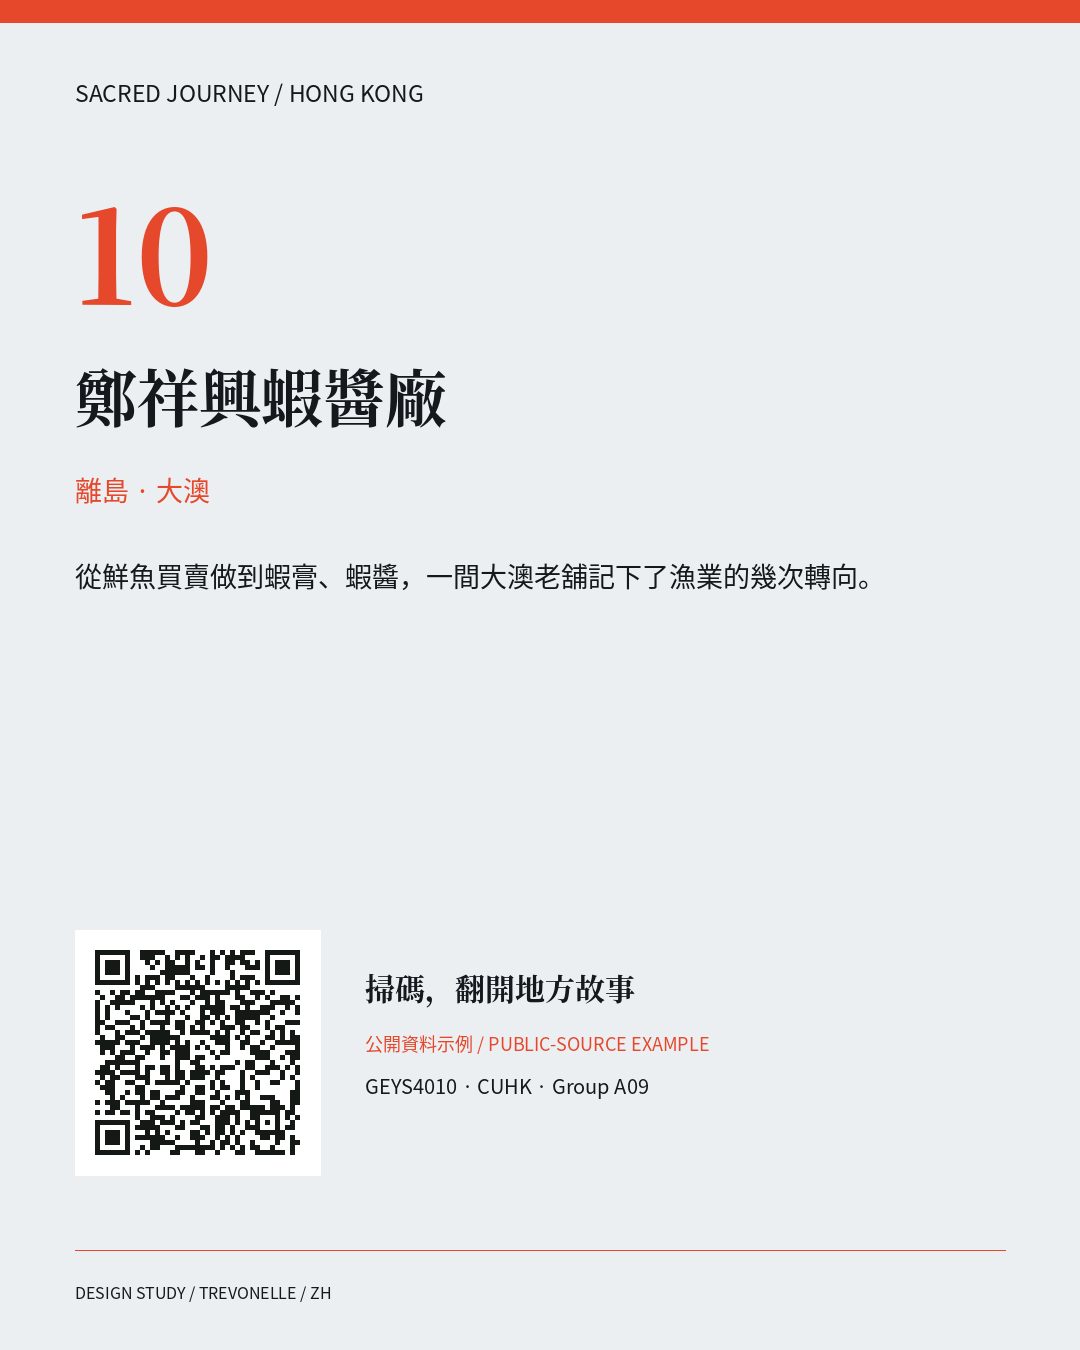 SACRED JOURNEY / HONG KONG
10
鄭祥興蝦醬廠
離島 · 大澳
從鮮魚買賣做到蝦膏、蝦醬，一間大澳老舖記下了漁業的幾次轉向。
掃碼，翻開地方故事
公開資料示例 / PUBLIC-SOURCE EXAMPLE
GEYS4010 · CUHK · Group A09
DESIGN STUDY / TREVONELLE / ZH